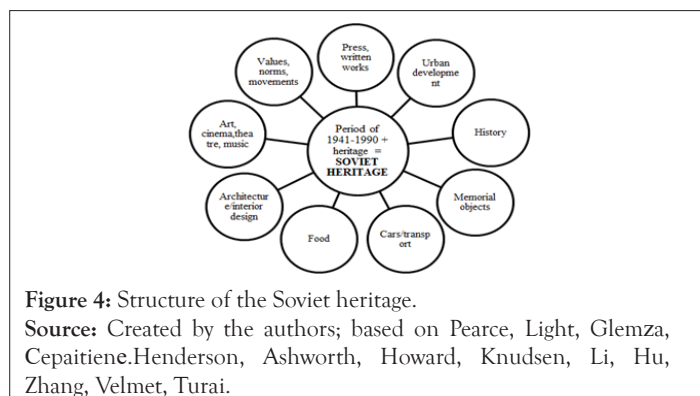 Press,
written
works
Urban
developme
nt
History
Memorial
objects
Cars/transp
ort
Food
Architectur
e/interior
design
Art,
cinema,thea
tre, music
Values,
norms,
movements
Period of
1941-1990 +
heritage =
SOVIET
HERITAGE
Figure 4: Structure of the Soviet heritage.
Source: Created by the authors; based on Pearce, Light, Glemza,
Cepaitiene.Henderson, Ashworth, Howard, Knudsen, Li, Hu,
Zhang, Velmet, Turai.